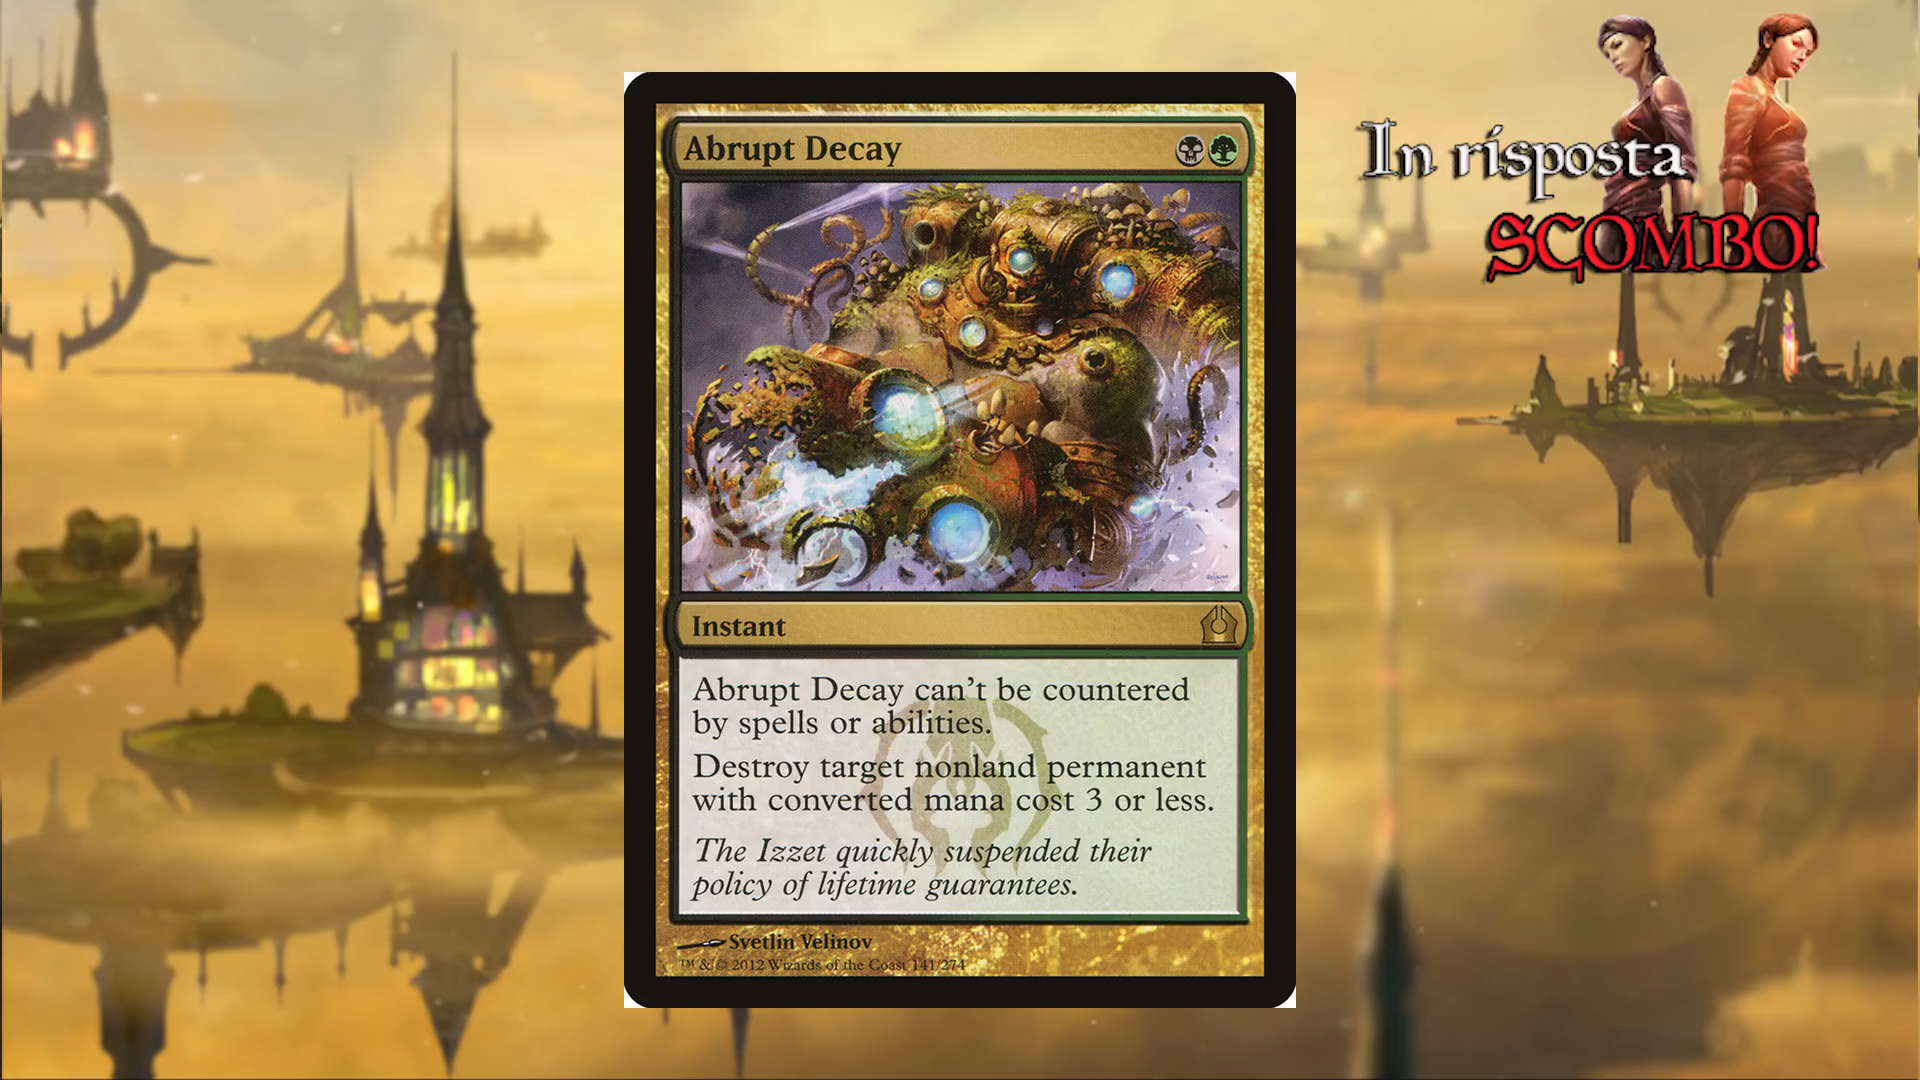 In risposta
SCOMBO!
Abrupt Decay
Instant
Abrupt Decay can't be countered
by spells or abilities.
Destroy target nonland permanent
with converted mana cost 3 or less.
The Izzet quickly suspended their
policy of lifetime guarantees.
Svetlin Velinov
™ & © 2012 Wizards of the Coast 141/274